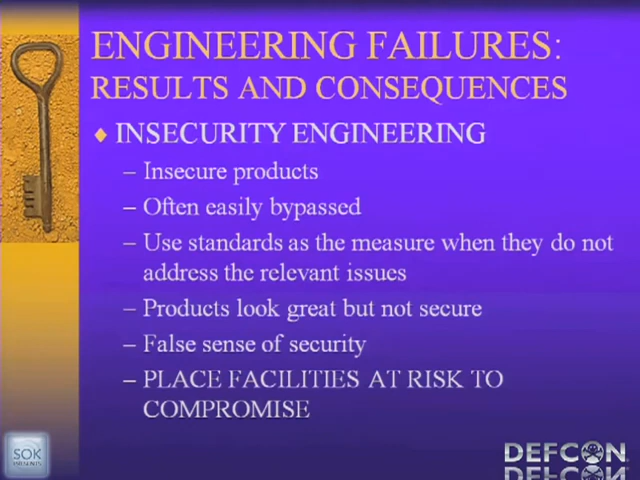 ENGINEERING FAILURES:
RESULTS AND CONSEQUENCES
♦ INSECURITY ENGINEERING
– Insecure products
– Often easily bypassed
– Use standards as the measure when they do not
address the relevant issues
– Products look great but not secure
– False sense of security
– PLACE FACILITIES AT RISK TO
COMPROMISE
SOK
PRESENTS
DEFCON